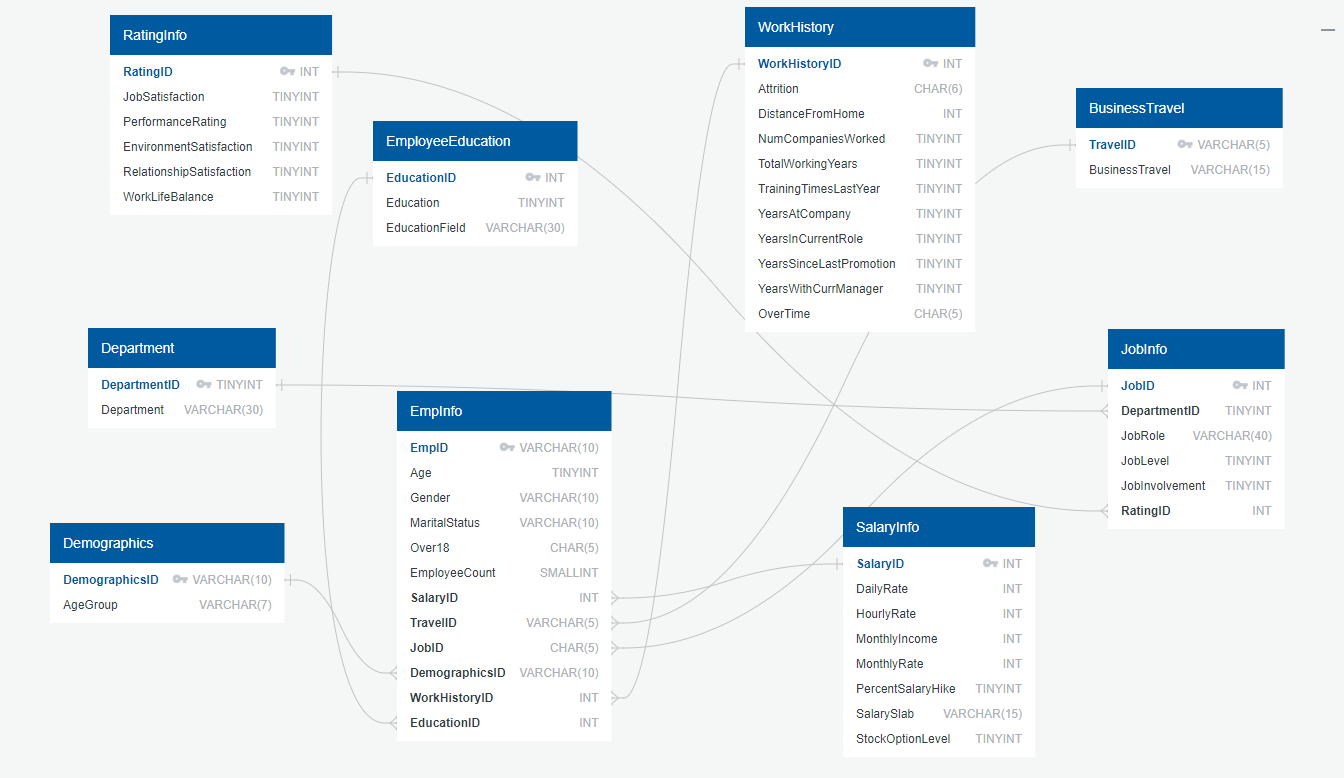 RatingInfo
RatingID INT
JobSatisfaction TINYINT
PerformanceRating TINYINT
EnvironmentSatisfaction TINYINT
RelationshipSatisfaction TINYINT
WorkLifeBalance TINYINT
EmployeeEducation
EducationID INT
Education TINYINT
EducationField VARCHAR(30)
WorkHistory
WorkHistoryID INT
Attrition CHAR(6)
DistanceFromHome INT
NumCompaniesWorked TINYINT
TotalWorkingYears TINYINT
TrainingTimesLastYear TINYINT
YearsAtCompany TINYINT
YearsInCurrentRole TINYINT
YearsSinceLastPromotion TINYINT
YearsWithCurrManager TINYINT
OverTime CHAR(5)
BusinessTravel
TravelID VARCHAR(5)
BusinessTravel VARCHAR(15)
Department
DepartmentID TINYINT
Department VARCHAR(30)
EmpInfo
EmpID VARCHAR(10)
Age TINYINT
Gender VARCHAR(10)
MaritalStatus VARCHAR(10)
Over18 CHAR(5)
EmployeeCount SMALLINT
SalaryID INT
TravelID VARCHAR(5)
JobID CHAR(5)
DemographicsID VARCHAR(10)
WorkHistoryID INT
EducationID INT
JobInfo
JobID INT
DepartmentID TINYINT
JobRole VARCHAR(40)
JobLevel TINYINT
JobInvolvement TINYINT
RatingID INT
Demographics
DemographicsID VARCHAR(10)
AgeGroup VARCHAR(7)
SalaryInfo
SalaryID INT
DailyRate INT
HourlyRate INT
MonthlyIncome INT
MonthlyRate INT
PercentSalaryHike TINYINT
SalarySlab VARCHAR(15)
StockOptionLevel TINYINT